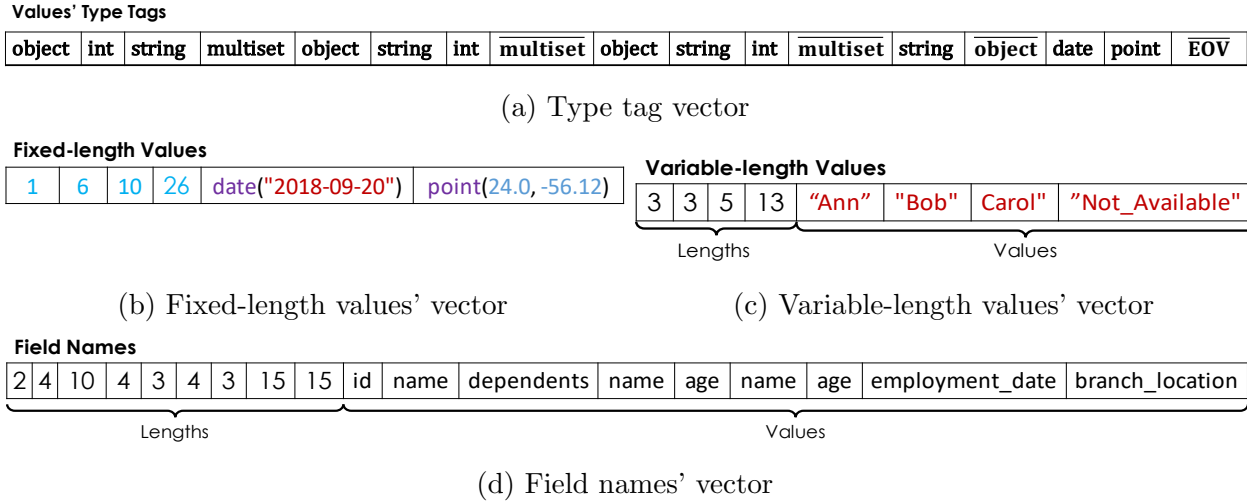 Values' Type Tags
object int string multiset object string int multiset object string int multiset string object date point EOV
(a) Type tag vector
Fixed-length Values
1 6 10 26 date("2018-09-20") point(24.0, -56.12)
(b) Fixed-length values' vector
Variable-length Values
3 3 5 13 “Ann” "Bob" Carol" ”Not_Available"
Lengths Values
(c) Variable-length values' vector
Field Names
2 4 10 4 3 4 3 15 15 id name dependents name age name age employment_date branch_location
Lengths Values
(d) Field names' vector